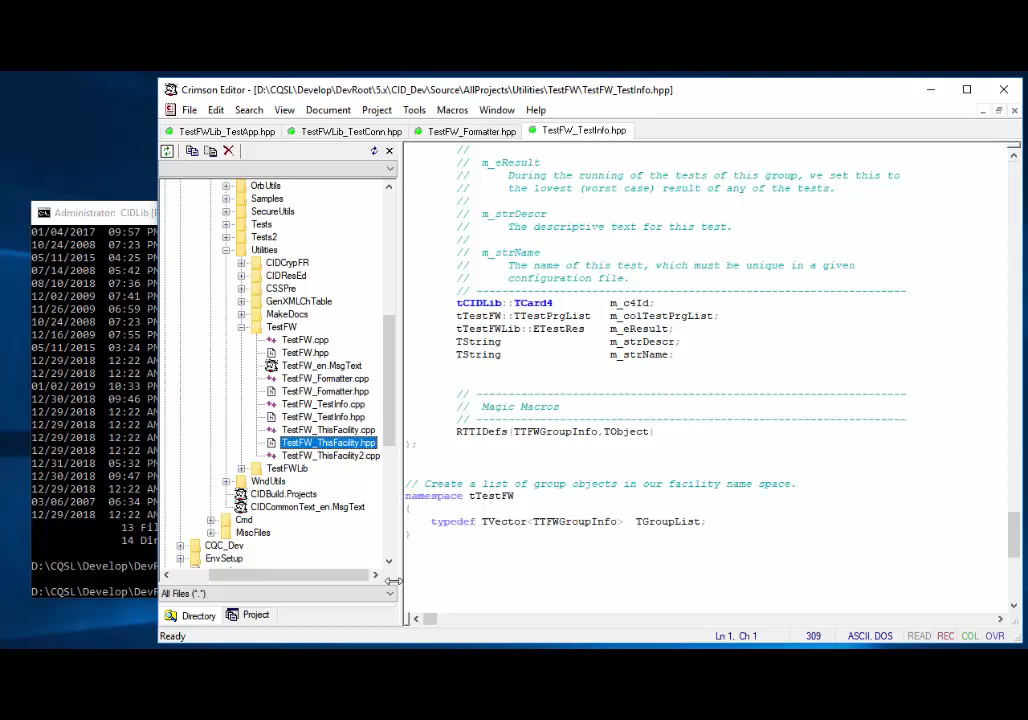 Crimson Editor - [D:\CQSL\Develop\DevRoot\5.x\CID_Dev\Source\AllProjects\Utilities\TestFW\TestFW_TestInfo.hpp]
File Edit Search View Document Project Tools Macros Window Help
TestFWLib_TestApp.hpp TestFWLib_TestConn.hpp TestFW_Formatter.hpp TestFW_TestInfo.hpp
Administrator: CIDLib
01/04/2017 09:57 PM
10/24/2008 07:23 PM
05/11/2015 04:25 PM
07/14/2008 05:42 PM
08/10/2018 07:36 PM
12/02/2009 07:41 PM
11/26/2009 06:59 PM
10/24/2008 07:23 PM
12/16/2009 07:55 PM
12/29/2018 12:22 AM
12/29/2018 12:22 AM
12/29/2018 12:22 AM
01/02/2019 10:33 PM
12/30/2018 09:46 PM
12/29/2018 12:22 AM
12/29/2018 12:22 AM
12/29/2018 12:22 AM
12/31/2018 05:32 PM
12/30/2018 09:47 PM
12/29/2018 12:22 AM
03/06/2007 06:34 PM
12/29/2018 12:22 AM
13 Fil
14 Dir
D:\CQSL\Develop\DevR
D:\CQSL\Develop\DevR
OrbUtils
Samples
SecureUtils
Tests
Tests2
Utilities
CIDCrypFR
CIDResEd
CSSPre
GenXMLChTable
MakeDocs
TestFW
TestFW.cpp
TestFW.hpp
TestFW_en.MsgText
TestFW_Formatter.cpp
TestFW_Formatter.hpp
TestFW_TestInfo.cpp
TestFW_TestInfo.hpp
TestFW_ThisFacility.cpp
TestFW_ThisFacility.hpp
TestFW_ThisFacility2.cpp
TestFWLib
WndUtils
CIDBuild.Projects
CIDCommonText_en.MsgText
Cmd
MiscFiles
CQC_Dev
EnvSetup
All Files (*.*)
Directory Project
//
// m_eResult
// During the running of the tests of this group, we set this to
// the lowest (worst case) result of any of the tests.
//
// m_strDescr
// The descriptive text for this test.
//
// m_strName
// The name of this test, which must be unique in a given
// configuration file.
// -------------------------------------------------------------------
tCIDLib::TCard4 m_c4Id;
tTestFW::TTestPrgList m_colTestPrgList;
tTestFWLib::ETestRes m_eResult;
TString m_strDescr;
TString m_strName;
// -------------------------------------------------------------------
// Magic Macros
// -------------------------------------------------------------------
RTTIDefs(TTFWGroupInfo,TObject)
};
// Create a list of group objects in our facility name space.
namespace tTestFW
{
typedef TVector<TTFWGroupInfo> TGroupList;
}
Ready Ln 1, Ch 1 309 ASCII, DOS READ REC COL OVR